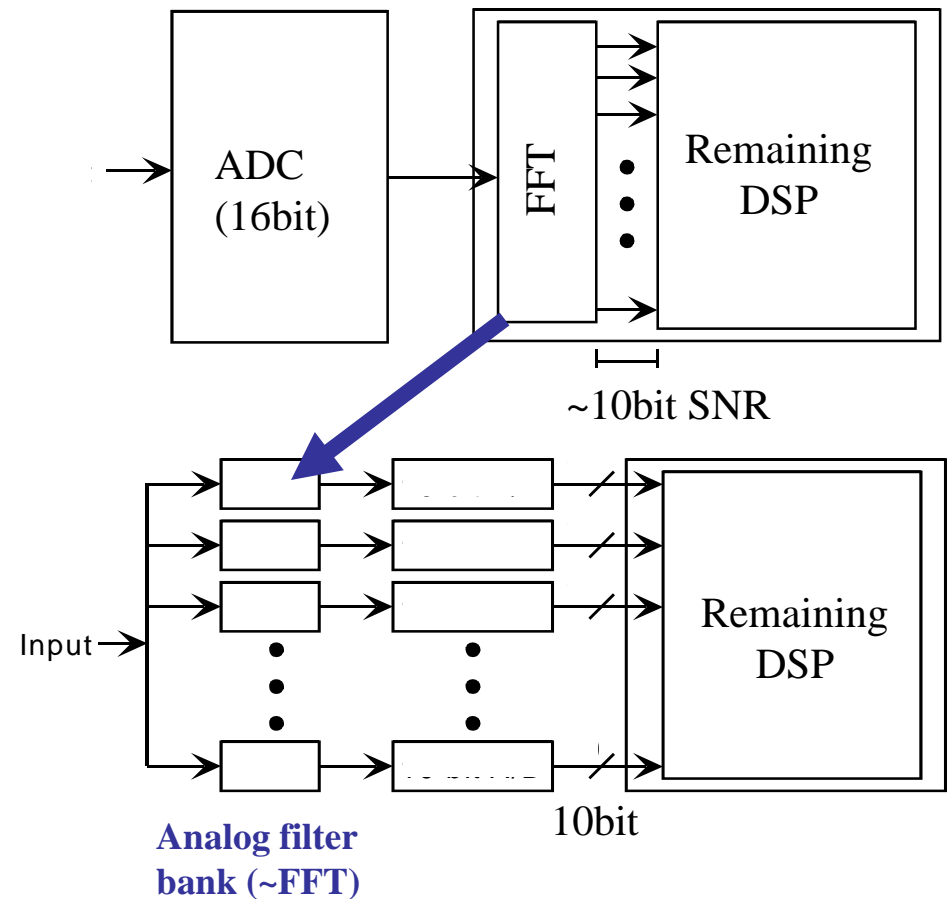 ADC
(16bit)
FFT
Remaining
DSP
~10bit SNR
Input
Remaining
DSP
10bit
Analog filter
bank (~FFT)